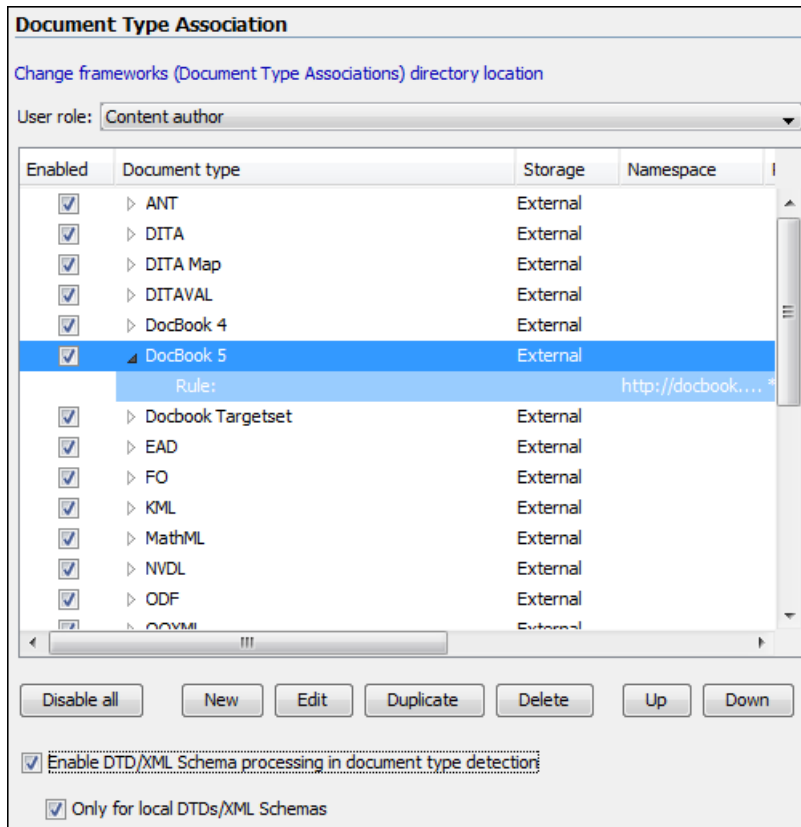 Document Type Association
Change frameworks (Document Type Associations) directory location
User role: Content author
Enabled Document type Storage Namespace
ANT External
DITA External
DITA Map External
DITAVAL External
DocBook 4 External
DocBook 5 External
Rule: http://docbook.... *
Docbook Targetset External
EAD External
FO External
KML External
MathML External
NVDL External
ODF External
OOXML External
Disable all New Edit Duplicate Delete Up Down
Enable DTD/XML Schema processing in document type detection
Only for local DTDs/XML Schemas